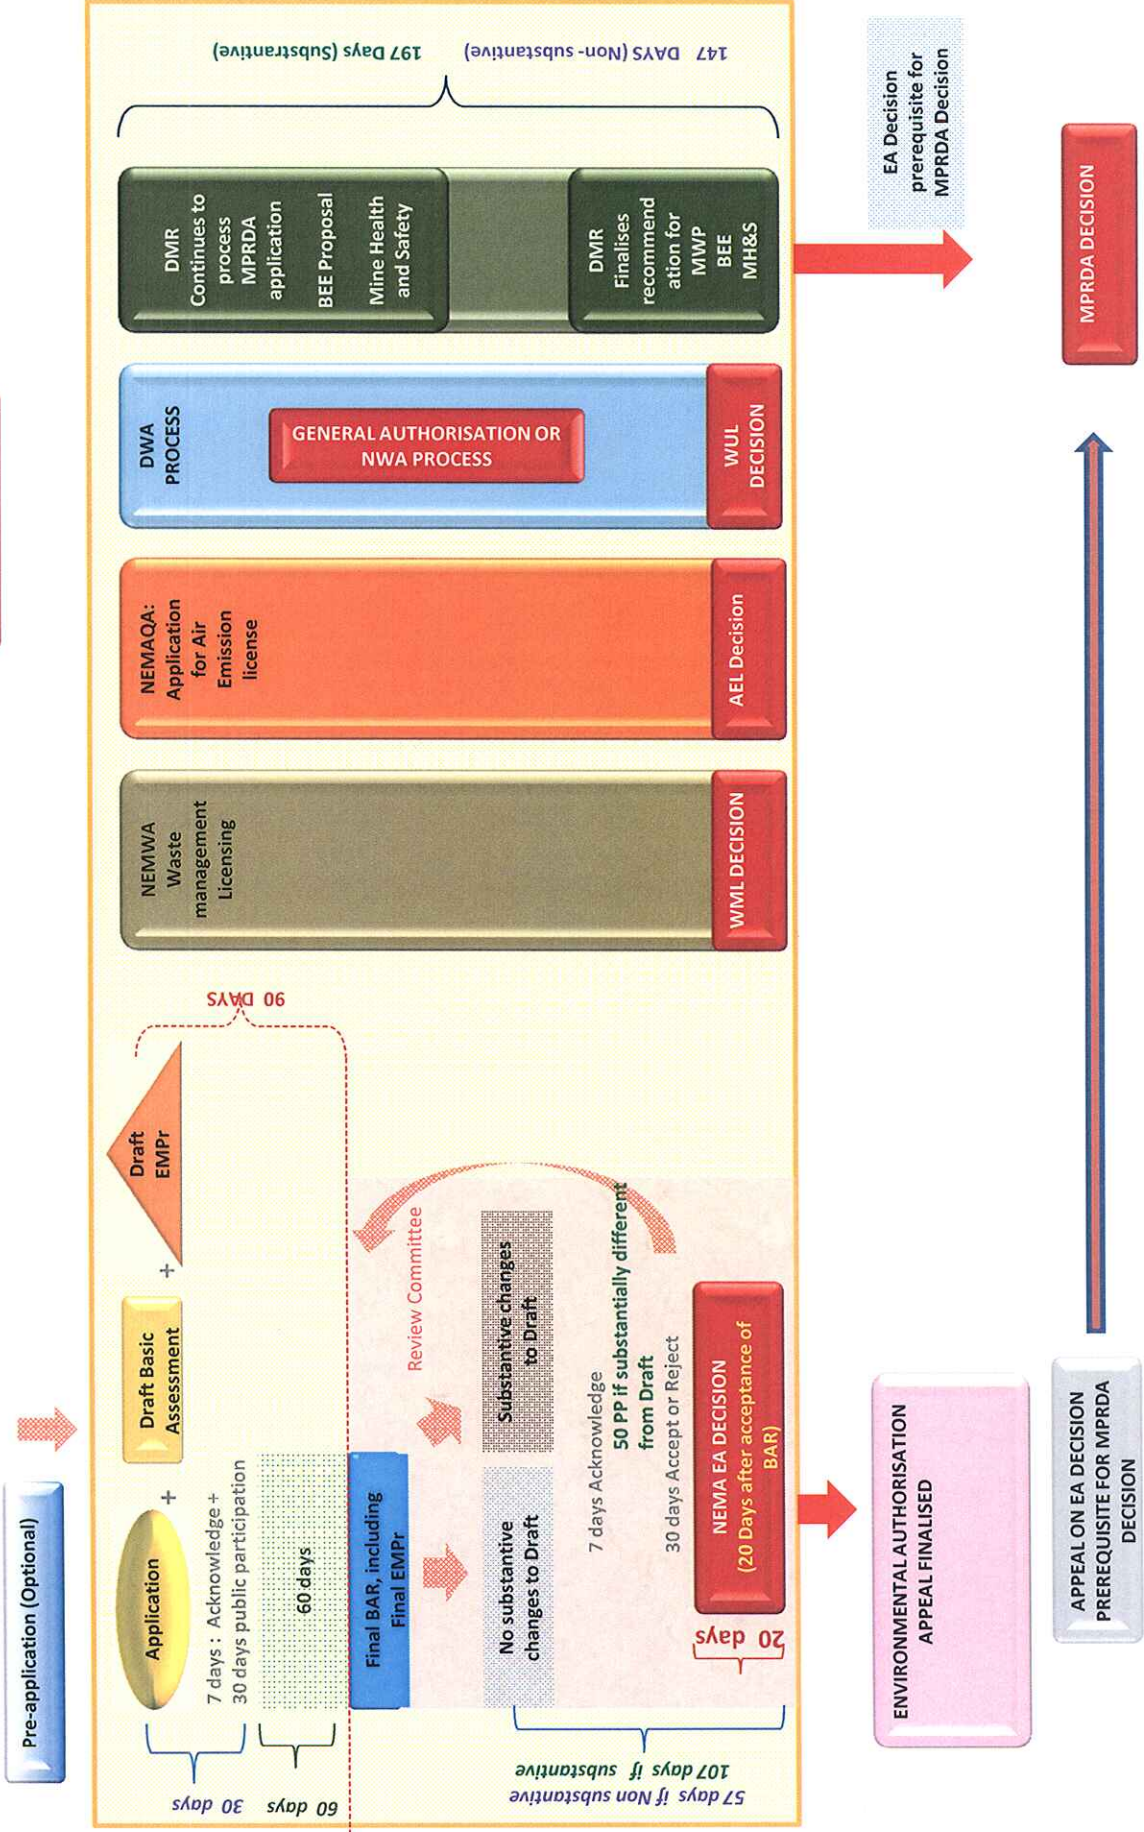 Pre-application (Optional)
Application
+
Draft Basic
Assessment
+
Draft
EMPr
7 days : Acknowledge +
30 days public participation
60 days
30 days
60 days
90 DAYS
Final BAR, including
Final EMPr
Review Committee
No substantive
changes to Draft
Substantive changes
to Draft
7 days Acknowledge
50 PP if substantially different
from Draft
30 days Accept or Reject
NEMA EA DECISION
(20 Days after acceptance of
BAR)
20 days
57 days if Non substantive
107 days if substantive
NEMWA
Waste
management
Licensing
WML DECISION
NEMAQA:
Application
for Air
Emission
license
AEL Decision
DWA
PROCESS
GENERAL AUTHORISATION OR
NWA PROCESS
WUL
DECISION
DMR
Continues to
process
MPRDA
application
BEE Proposal
Mine Health
and Safety
DMR
Finalises
recommend
ation for
MWP
BEE
MH&S
147 DAYS (Non-substantive)
197 Days (Substrantive)
EA Decision
prerequisite for
MPRDA Decision
ENVIRONMENTAL AUTHORISATION
APPEAL FINALISED
APPEAL ON EA DECISION
PREREQUISITE FOR MPRDA
DECISION
MPRDA DECISION